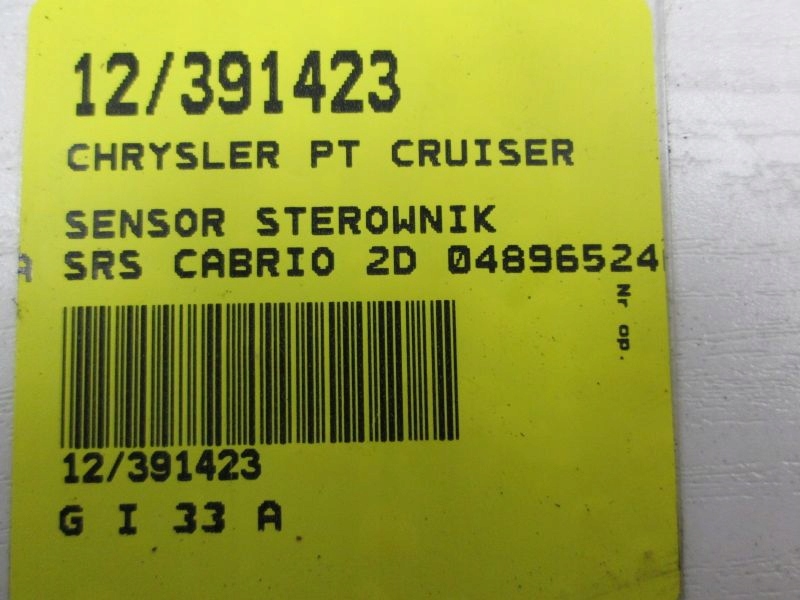 12/391423
CHRYSLER PT CRUISER
SENSOR STEROWNIK
A SRS CABRIO 2D 04896524
Nr op.
12/391423
G I 33 A